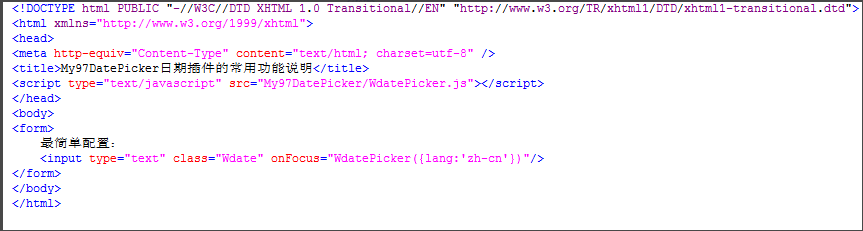 <!DOCTYPE html PUBLIC "-//W3C//DTD XHTML 1.0 Transitional//EN" "http://www.w3.org/TR/xhtml1/DTD/xhtml1-transitional.dtd">
<html xmlns="http://www.w3.org/1999/xhtml">
<head>
<meta http-equiv="Content-Type" content="text/html; charset=utf-8" />
<title>My97DatePicker日期插件的常用功能说明</title>
<script type="text/javascript" src="My97DatePicker/WdatePicker.js"></script>
</head>
<body>
<form>
    最简单配置：
    <input type="text" class="Wdate" onFocus="WdatePicker({lang:'zh-cn'})"/>
</form>
</body>
</html>